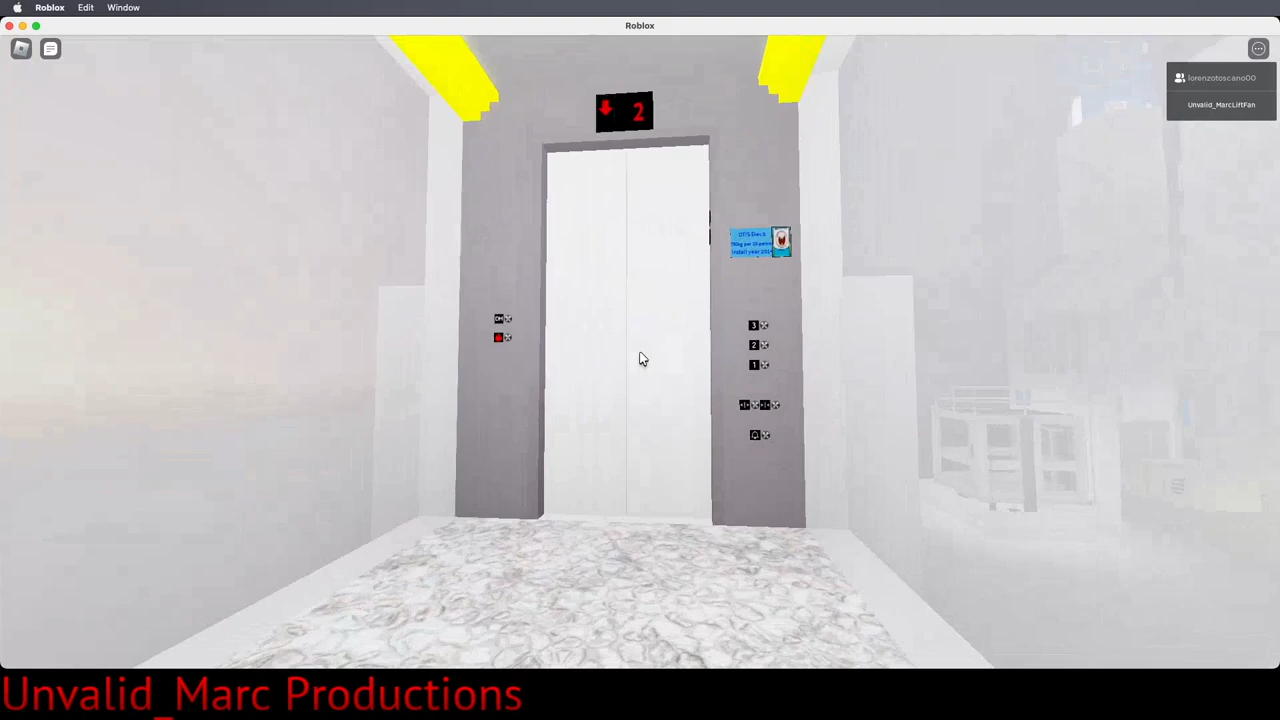 Roblox Edit Window
Roblox
lorenzotoscano00
Unvalid_MarcLiftFan
2
3
2
1
Unvalid_Marc Productions